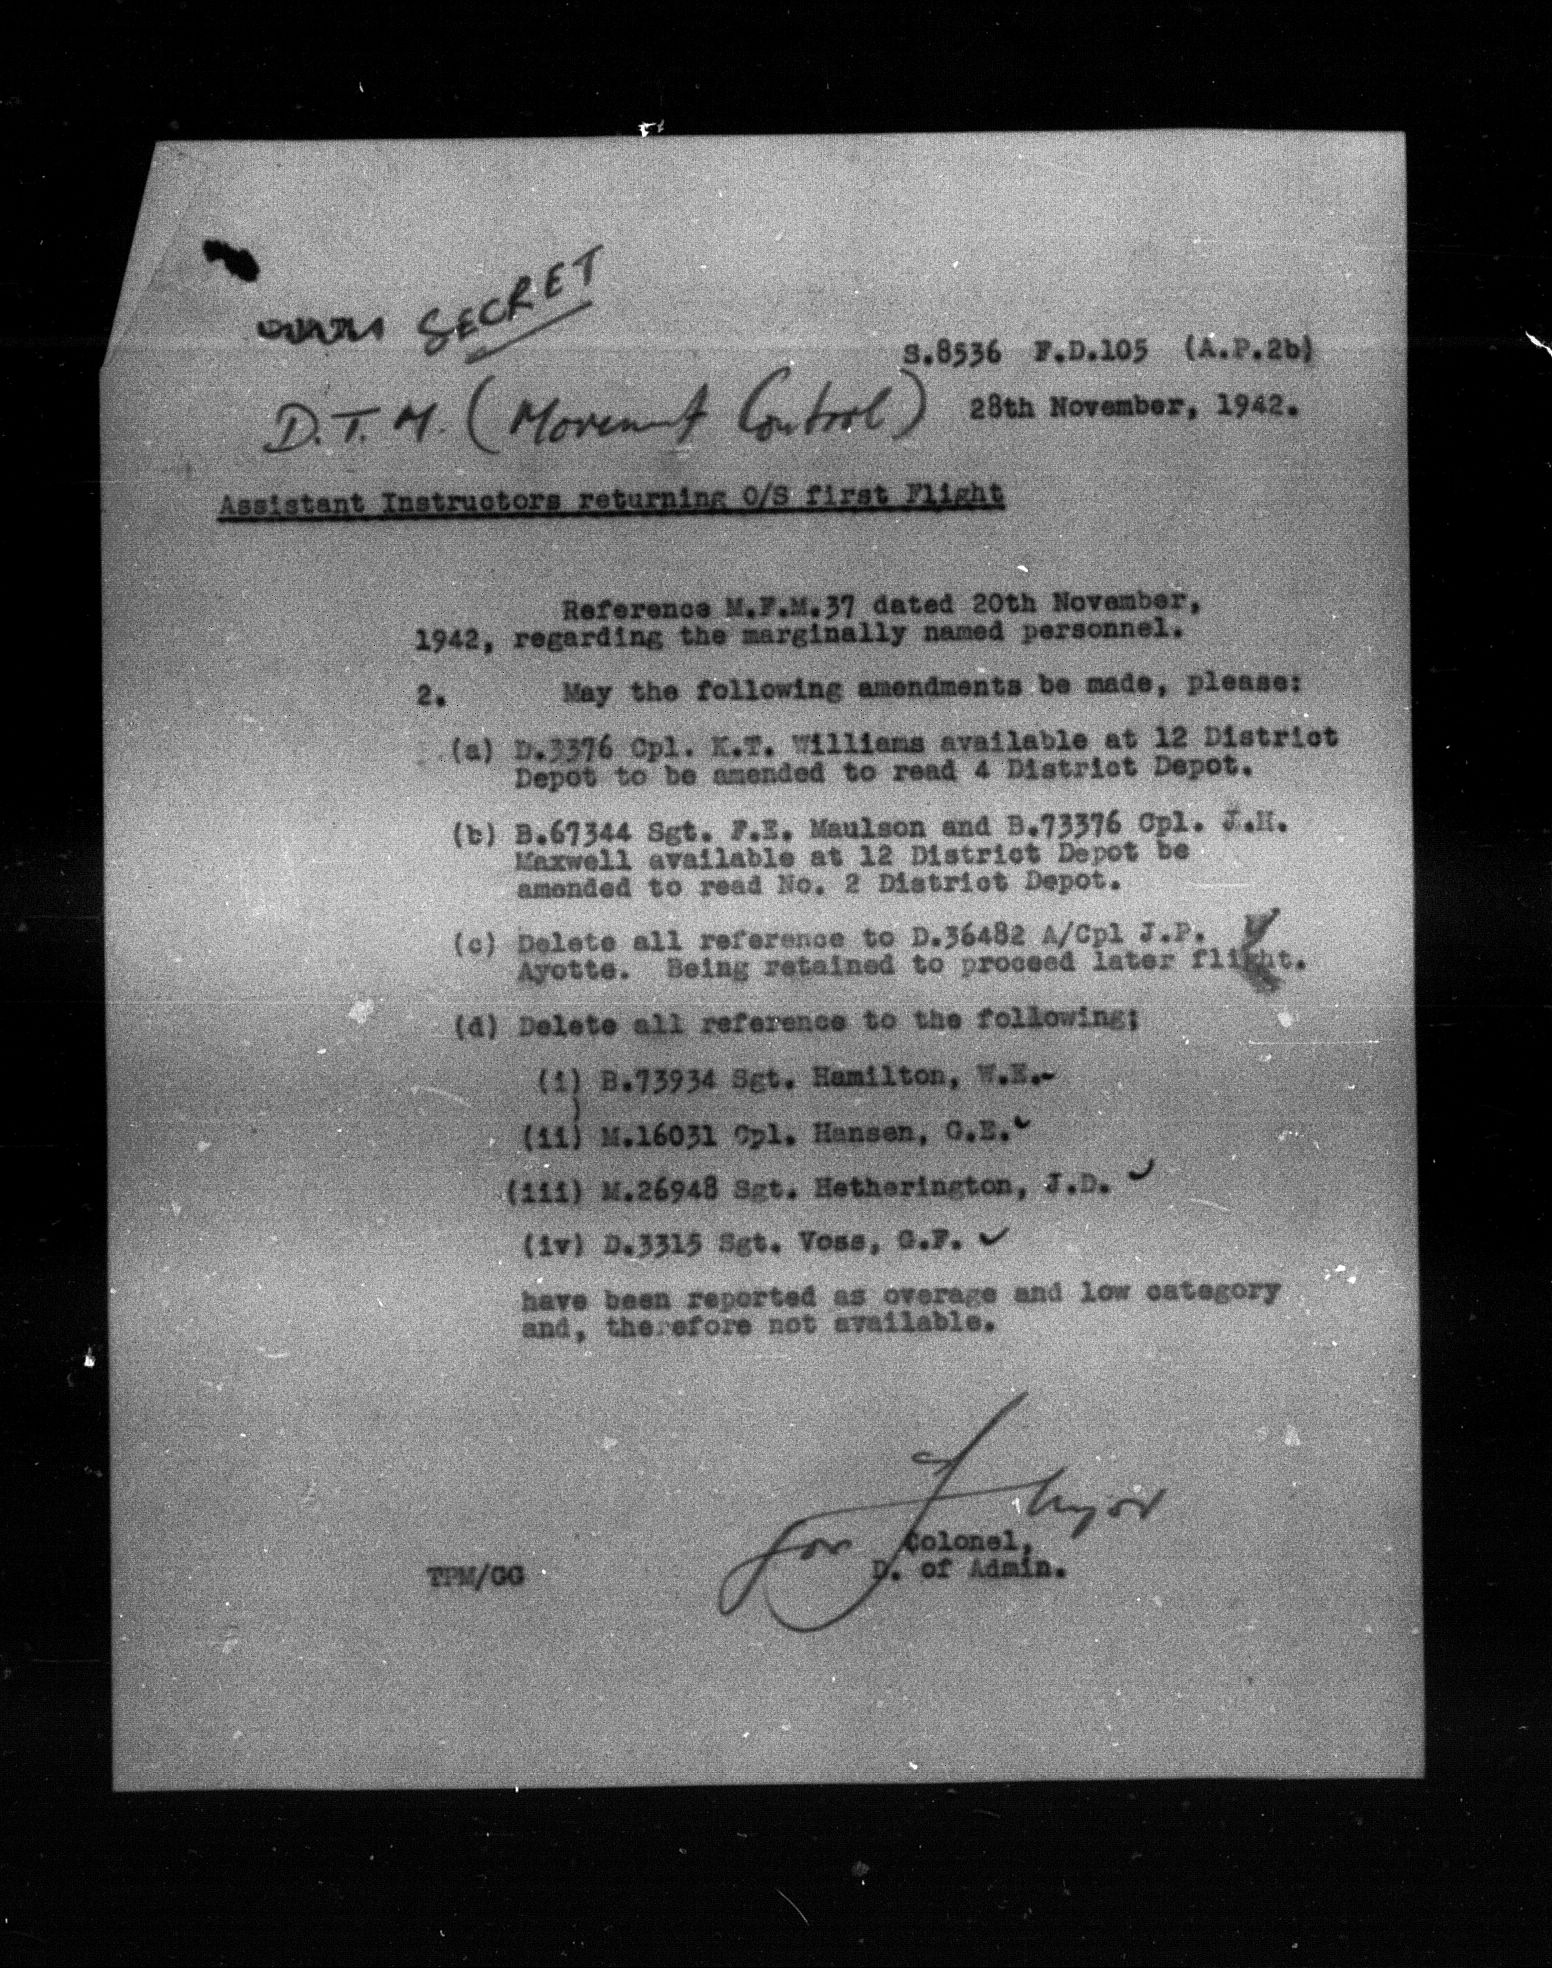 SECRET
S.8536 F.D.105 (A.P.2b)
D.T.M. (Movement Control)
28th November, 1942.
Assistant Instructors returning O/S first Flight
Reference M.F.M.37 dated 20th November,
1942, regarding the marginally named personnel.
2. May the following amendments be made, please:
(a) D.3376 Cpl. K.T. Williams available at 12 District
Depot to be amended to read 4 District Depot.
(b) B.67344 Sgt. F.E. Maulson and B.73376 Cpl. J.H.
Maxwell available at 12 District Depot be
amended to read No. 2 District Depot.
(c) Delete all reference to D.36482 A/Cpl J.P.
Ayotte. Being retained to proceed later flight.
(d) Delete all reference to the following;
(i) B.73934 Sgt. Hamilton, W.E.
)
(ii) M.16031 Cpl. Hansen, G.E.
(iii) M.26948 Sgt. Hetherington, J.D.
(iv) D.3315 Sgt. Voss, G.F.
have been reported as overage and low category
and, therefore not available.
for
Colonel,
D. of Admin.
TPM/GG